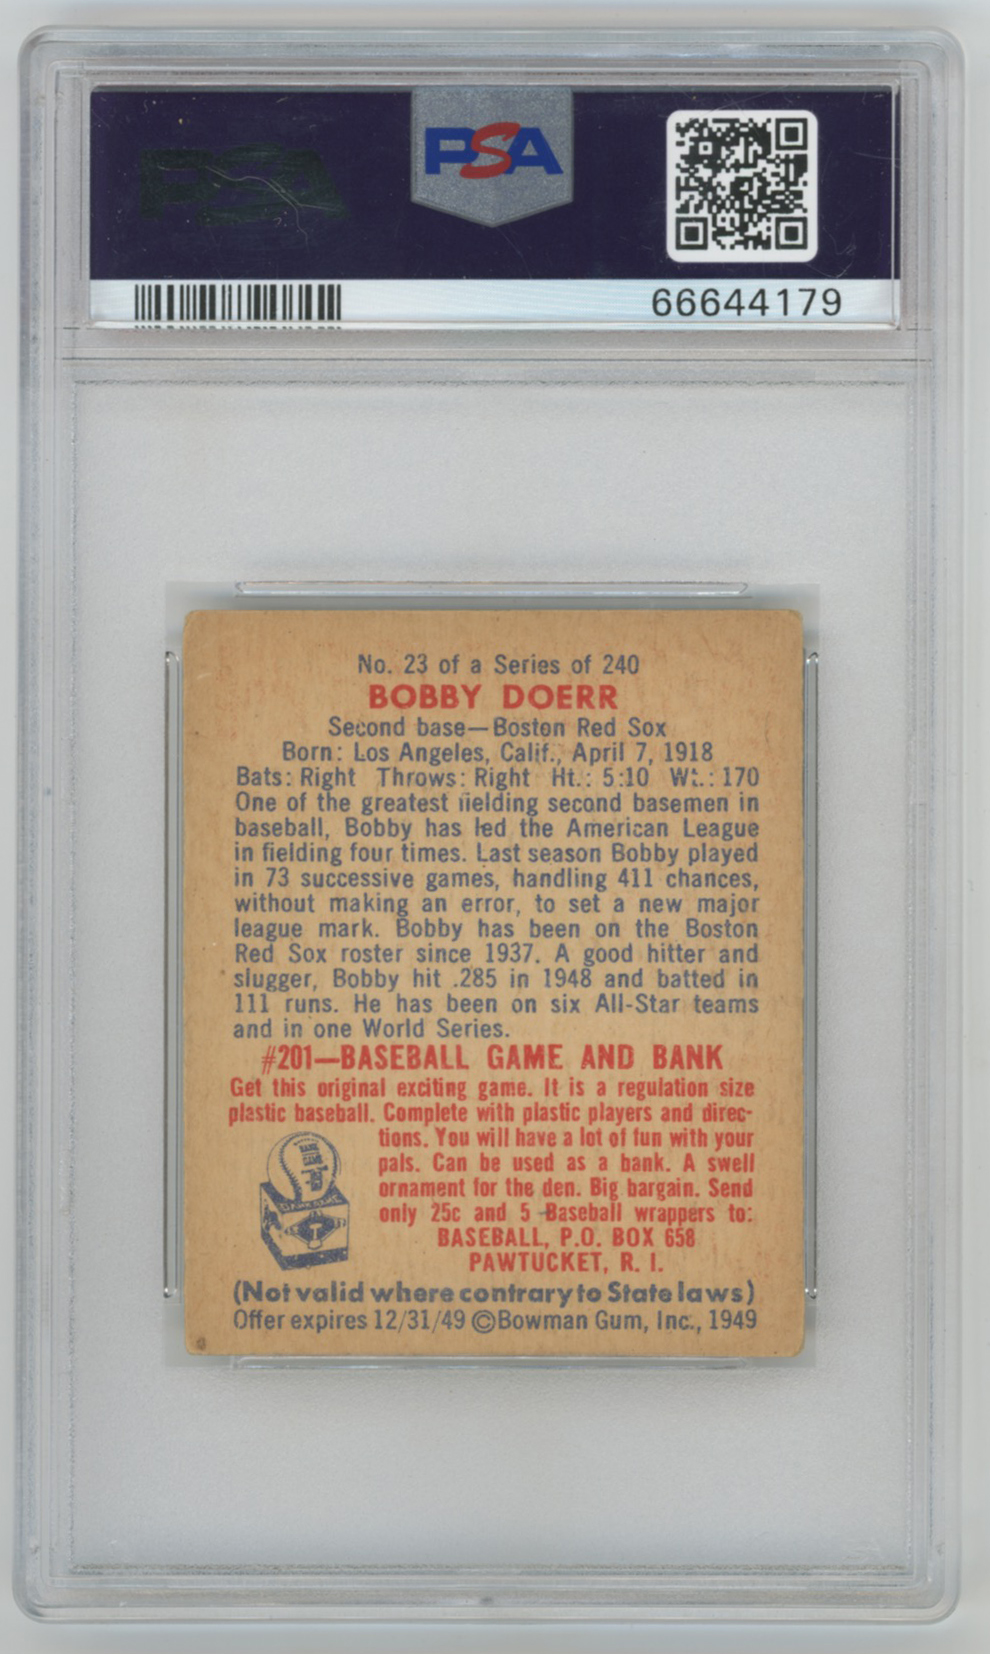 PSA
PSA
66644179
No. 23 of a Series of 240
BOBBY DOERR
Second base—Boston Red Sox
Born: Los Angeles, Calif., April 7, 1918
Bats: Right Throws: Right Ht.: 5:10 Wt.: 170
One of the greatest fielding second basemen in
baseball, Bobby has led the American League
in fielding four times. Last season Bobby played
in 73 successive games, handling 411 chances,
without making an error, to set a new major
league mark. Bobby has been on the Boston
Red Sox roster since 1937. A good hitter and
slugger, Bobby hit .285 in 1948 and batted in
111 runs. He has been on six All-Star teams
and in one World Series.
#201—BASEBALL GAME AND BANK
Get this original exciting game. It is a regulation size
plastic baseball. Complete with plastic players and direc-
tions. You will have a lot of fun with your
pals. Can be used as a bank. A swell
ornament for the den. Big bargain. Send
only 25c and 5 Baseball wrappers to:
BASEBALL, P.O. BOX 658
PAWTUCKET, R. I.
(Not valid where contrary to State laws)
Offer expires 12/31/49 ©Bowman Gum, Inc., 1949